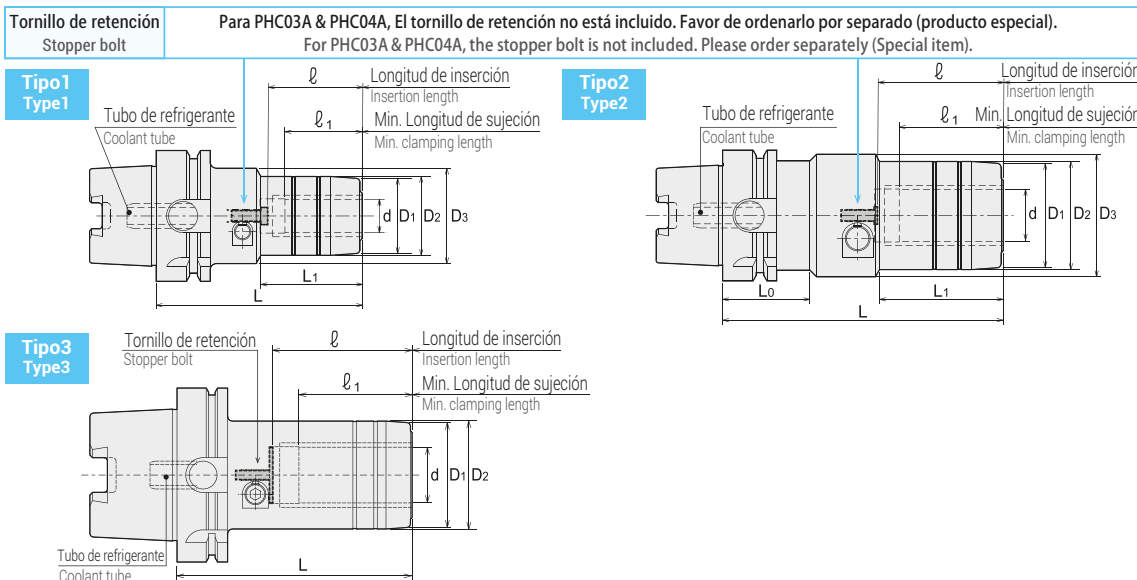 Tornillo de retención
Stopper bolt
Para PHC03A & PHC04A, El tornillo de retención no está incluido. Favor de ordenarlo por separado (producto especial).
For PHC03A & PHC04A, the stopper bolt is not included. Please order separately (Special item).
Tipo1
Type1
Tubo de refrigerante
Coolant tube
ℓ
Longitud de inserción
Insertion length
ℓ1
Min. Longitud de sujeción
Min. clamping length
d D1 D2 D3
L1
L
Tipo2
Type2
Tubo de refrigerante
Coolant tube
ℓ
Longitud de inserción
Insertion length
ℓ1
Min. Longitud de sujeción
Min. clamping length
d D1 D2 D3
L0
L1
L
Tipo3
Type3
Tornillo de retención
Stopper bolt
ℓ
Longitud de inserción
Insertion length
ℓ1
Min. Longitud de sujeción
Min. clamping length
d D1 D2
Tubo de refrigerante
Coolant tube
L